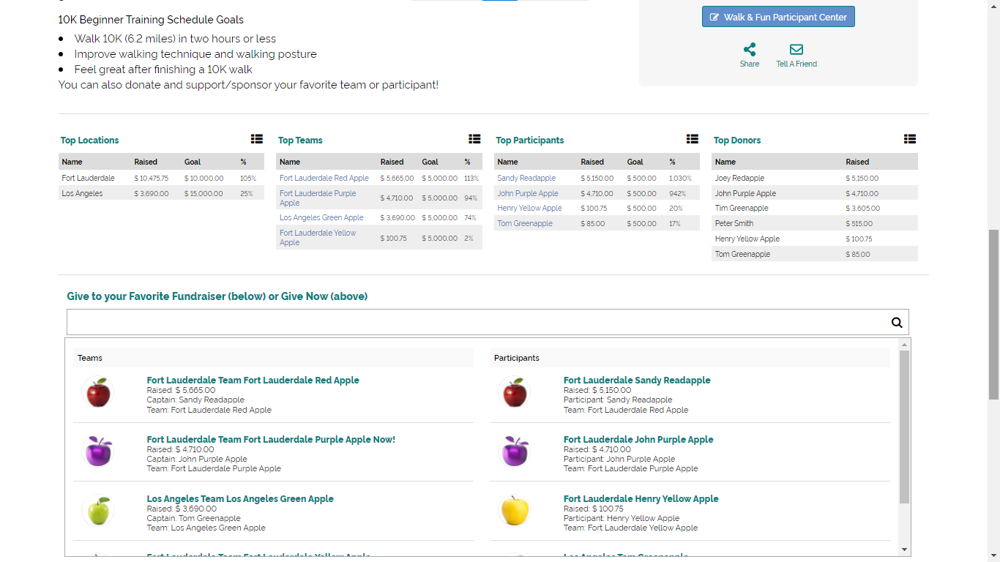 10K Beginner Training Schedule Goals
Walk 10K (6.2 miles) in two hours or less
Improve walking technique and walking posture
Feel great after finishing a 10K walk
You can also donate and support/sponsor your favorite team or participant!
Walk & Fun Participant Center
Share
Tell A Friend
Top Locations
Name Raised Goal %
Fort Lauderdale $ 10,475.75 $ 10,000.00 105%
Los Angeles $ 3,690.00 $ 15,000.00 25%
Top Teams
Name Raised Goal %
Fort Lauderdale Red Apple $ 5,665.00 $ 5,000.00 113%
Fort Lauderdale Purple
Apple $ 4,710.00 $ 5,000.00 94%
Los Angeles Green Apple $ 3,690.00 $ 5,000.00 74%
Fort Lauderdale Yellow
Apple $ 100.75 $ 5,000.00 2%
Top Participants
Name Raised Goal %
Sandy Readapple $ 5,150.00 $ 500.00 1,030%
John Purple Apple $ 4,710.00 $ 500.00 942%
Henry Yellow Apple $ 100.75 $ 500.00 20%
Tom Greenapple $ 85.00 $ 500.00 17%
Top Donors
Name Raised
Joey Redapple $ 5,150.00
John Purple Apple $ 4,710.00
Tim Greenapple $ 3,605.00
Peter Smith $ 515.00
Henry Yellow Apple $ 100.75
Tom Greenapple $ 85.00
Give to your Favorite Fundraiser (below) or Give Now (above)
Teams
Fort Lauderdale Team Fort Lauderdale Red Apple
Raised: $ 5,665.00
Captain: Sandy Readapple
Team: Fort Lauderdale Red Apple
Fort Lauderdale Team Fort Lauderdale Purple Apple Now!
Raised: $ 4,710.00
Captain: John Purple Apple
Team: Fort Lauderdale Purple Apple
Los Angeles Team Los Angeles Green Apple
Raised: $ 3,690.00
Captain: Tom Greenapple
Team: Los Angeles Green Apple
Fort Lauderdale Team Fort Lauderdale Yellow Apple
Participants
Fort Lauderdale Sandy Readapple
Raised: $ 5,150.00
Participant: Sandy Readapple
Team: Fort Lauderdale Red Apple
Fort Lauderdale John Purple Apple
Raised: $ 4,710.00
Participant: John Purple Apple
Team: Fort Lauderdale Purple Apple
Fort Lauderdale Henry Yellow Apple
Raised: $ 100.75
Participant: Henry Yellow Apple
Team: Fort Lauderdale Yellow Apple
Los Angeles Tom Greenapple